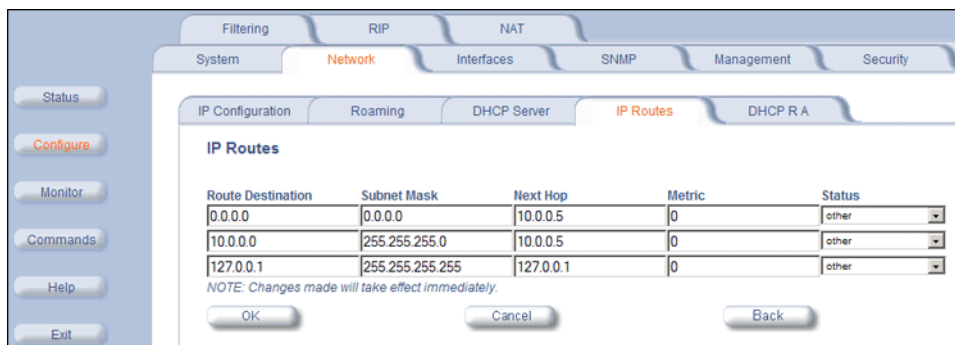 Filtering RIP NAT
System Network Interfaces SNMP Management Security
Status
Configure
Monitor
Commands
Help
Exit
IP Configuration Roaming DHCP Server IP Routes DHCP R A
IP Routes
Route Destination Subnet Mask Next Hop Metric Status
0.0.0.0 0.0.0.0 10.0.0.5 0 other
10.0.0.0 255.255.255.0 10.0.0.5 0 other
127.0.0.1 255.255.255.255 127.0.0.1 0 other
NOTE: Changes made will take effect immediately.
OK Cancel Back